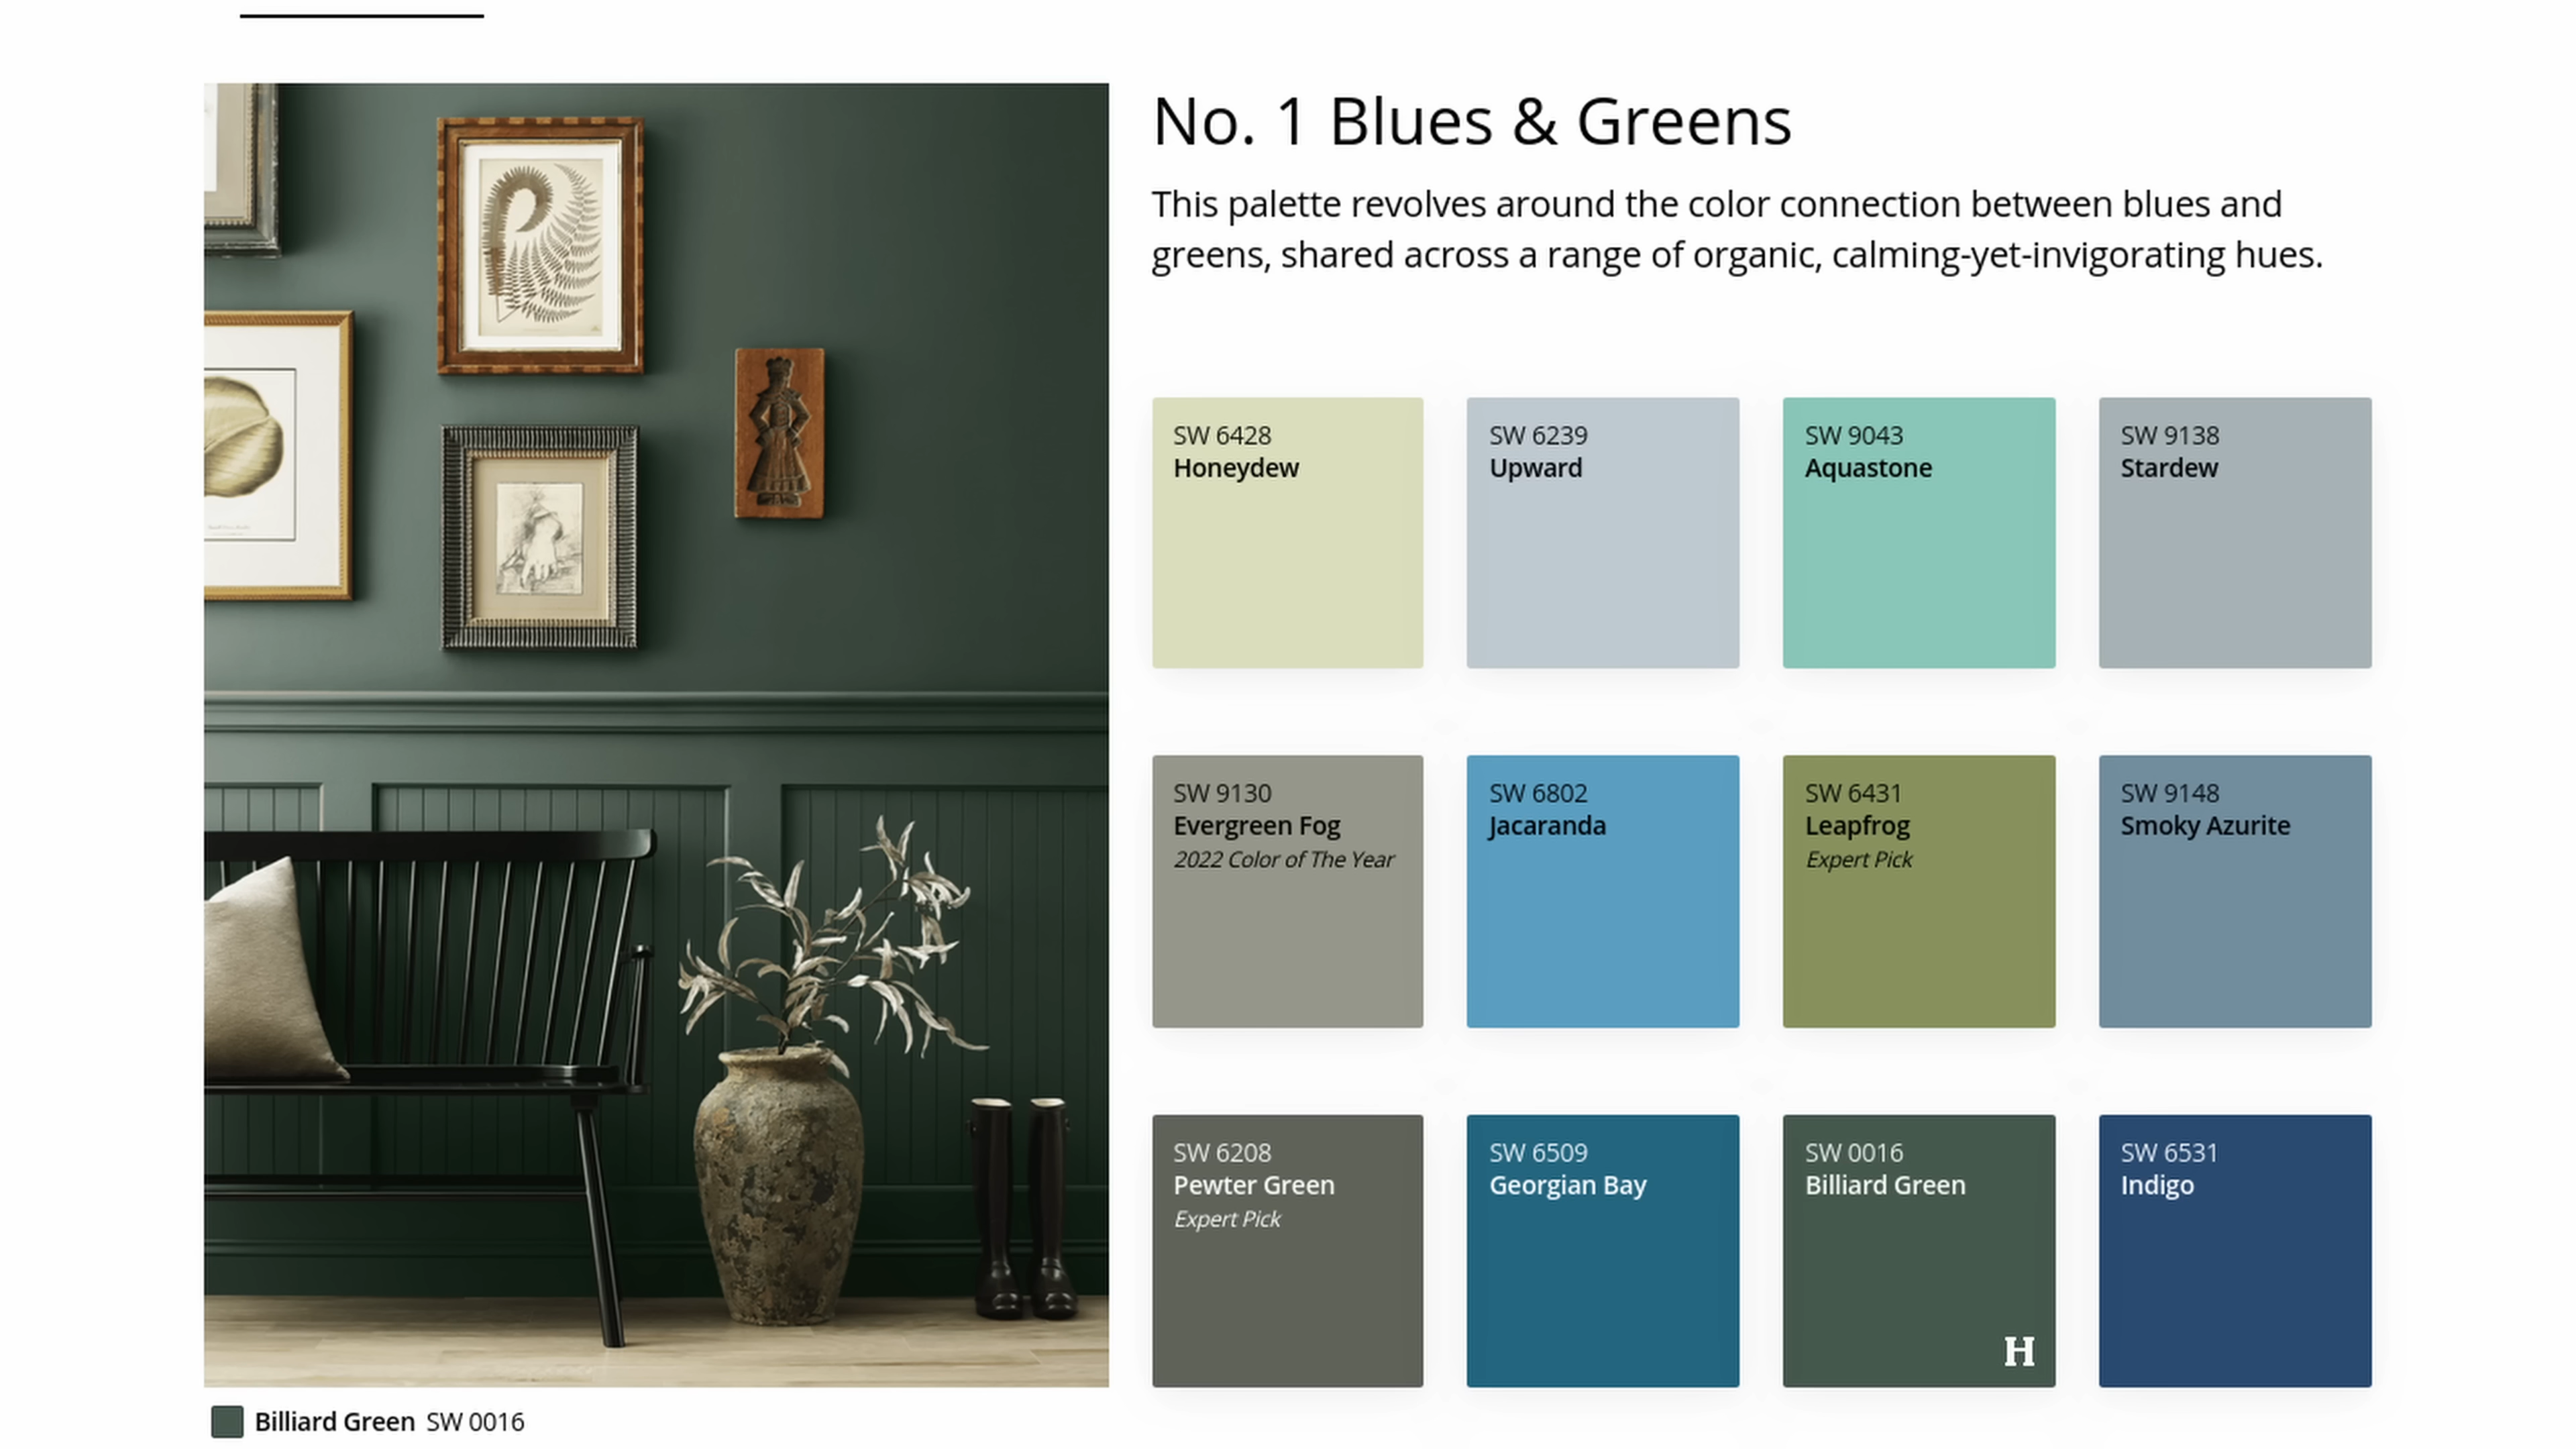 No. 1 Blues & Greens
This palette revolves around the color connection between blues and
greens, shared across a range of organic, calming-yet-invigorating hues.
SW 6428
Honeydew
SW 6239
Upward
SW 9043
Aquastone
SW 9138
Stardew
SW 9130
Evergreen Fog
2022 Color of The Year
SW 6802
Jacaranda
SW 6431
Leapfrog
Expert Pick
SW 9148
Smoky Azurite
SW 6208
Pewter Green
Expert Pick
SW 6509
Georgian Bay
SW 0016
Billiard Green
H
SW 6531
Indigo
Billiard Green SW 0016